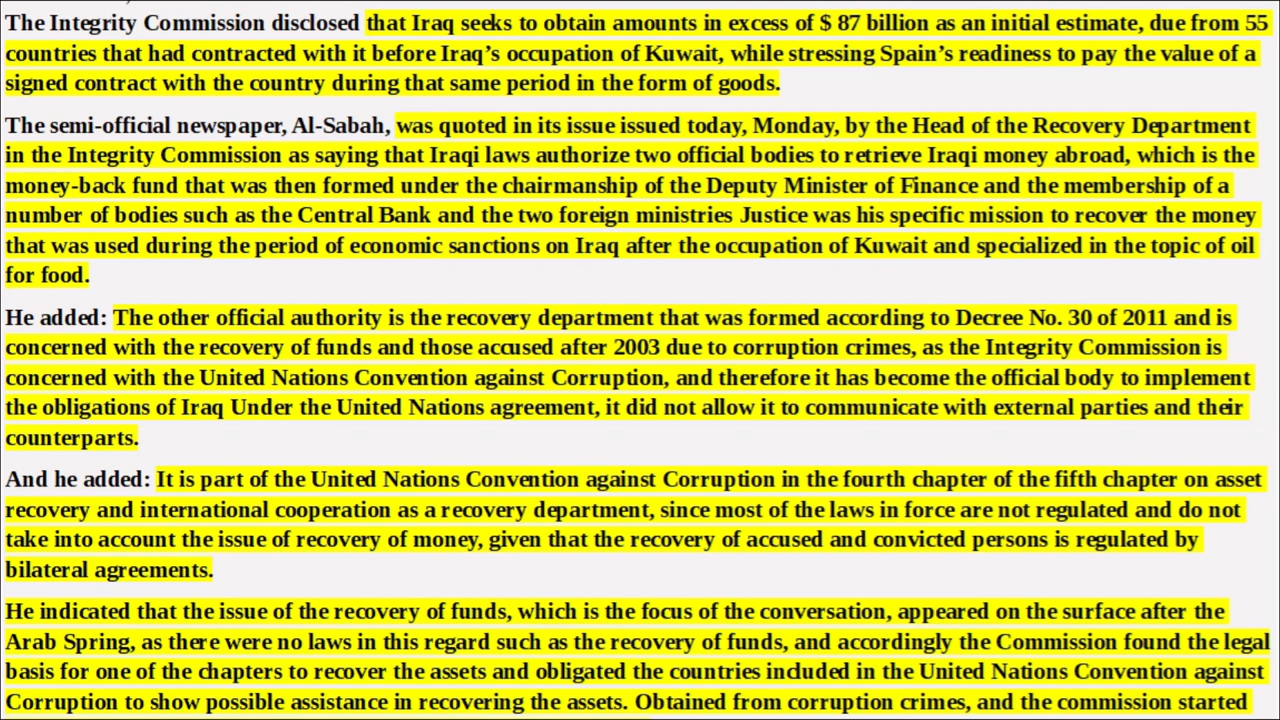 The Integrity Commission disclosed that Iraq seeks to obtain amounts in excess of $ 87 billion as an initial estimate, due from 55
countries that had contracted with it before Iraq’s occupation of Kuwait, while stressing Spain’s readiness to pay the value of a
signed contract with the country during that same period in the form of goods.
The semi-official newspaper, Al-Sabah, was quoted in its issue issued today, Monday, by the Head of the Recovery Department
in the Integrity Commission as saying that Iraqi laws authorize two official bodies to retrieve Iraqi money abroad, which is the
money-back fund that was then formed under the chairmanship of the Deputy Minister of Finance and the membership of a
number of bodies such as the Central Bank and the two foreign ministries Justice was his specific mission to recover the money
that was used during the period of economic sanctions on Iraq after the occupation of Kuwait and specialized in the topic of oil
for food.
He added: The other official authority is the recovery department that was formed according to Decree No. 30 of 2011 and is
concerned with the recovery of funds and those accused after 2003 due to corruption crimes, as the Integrity Commission is
concerned with the United Nations Convention against Corruption, and therefore it has become the official body to implement
the obligations of Iraq Under the United Nations agreement, it did not allow it to communicate with external parties and their
counterparts.
And he added: It is part of the United Nations Convention against Corruption in the fourth chapter of the fifth chapter on asset
recovery and international cooperation as a recovery department, since most of the laws in force are not regulated and do not
take into account the issue of recovery of money, given that the recovery of accused and convicted persons is regulated by
bilateral agreements.
He indicated that the issue of the recovery of funds, which is the focus of the conversation, appeared on the surface after the
Arab Spring, as there were no laws in this regard such as the recovery of funds, and accordingly the Commission found the legal
basis for one of the chapters to recover the assets and obligated the countries included in the United Nations Convention against
Corruption to show possible assistance in recovering the assets. Obtained from corruption crimes, and the commission started